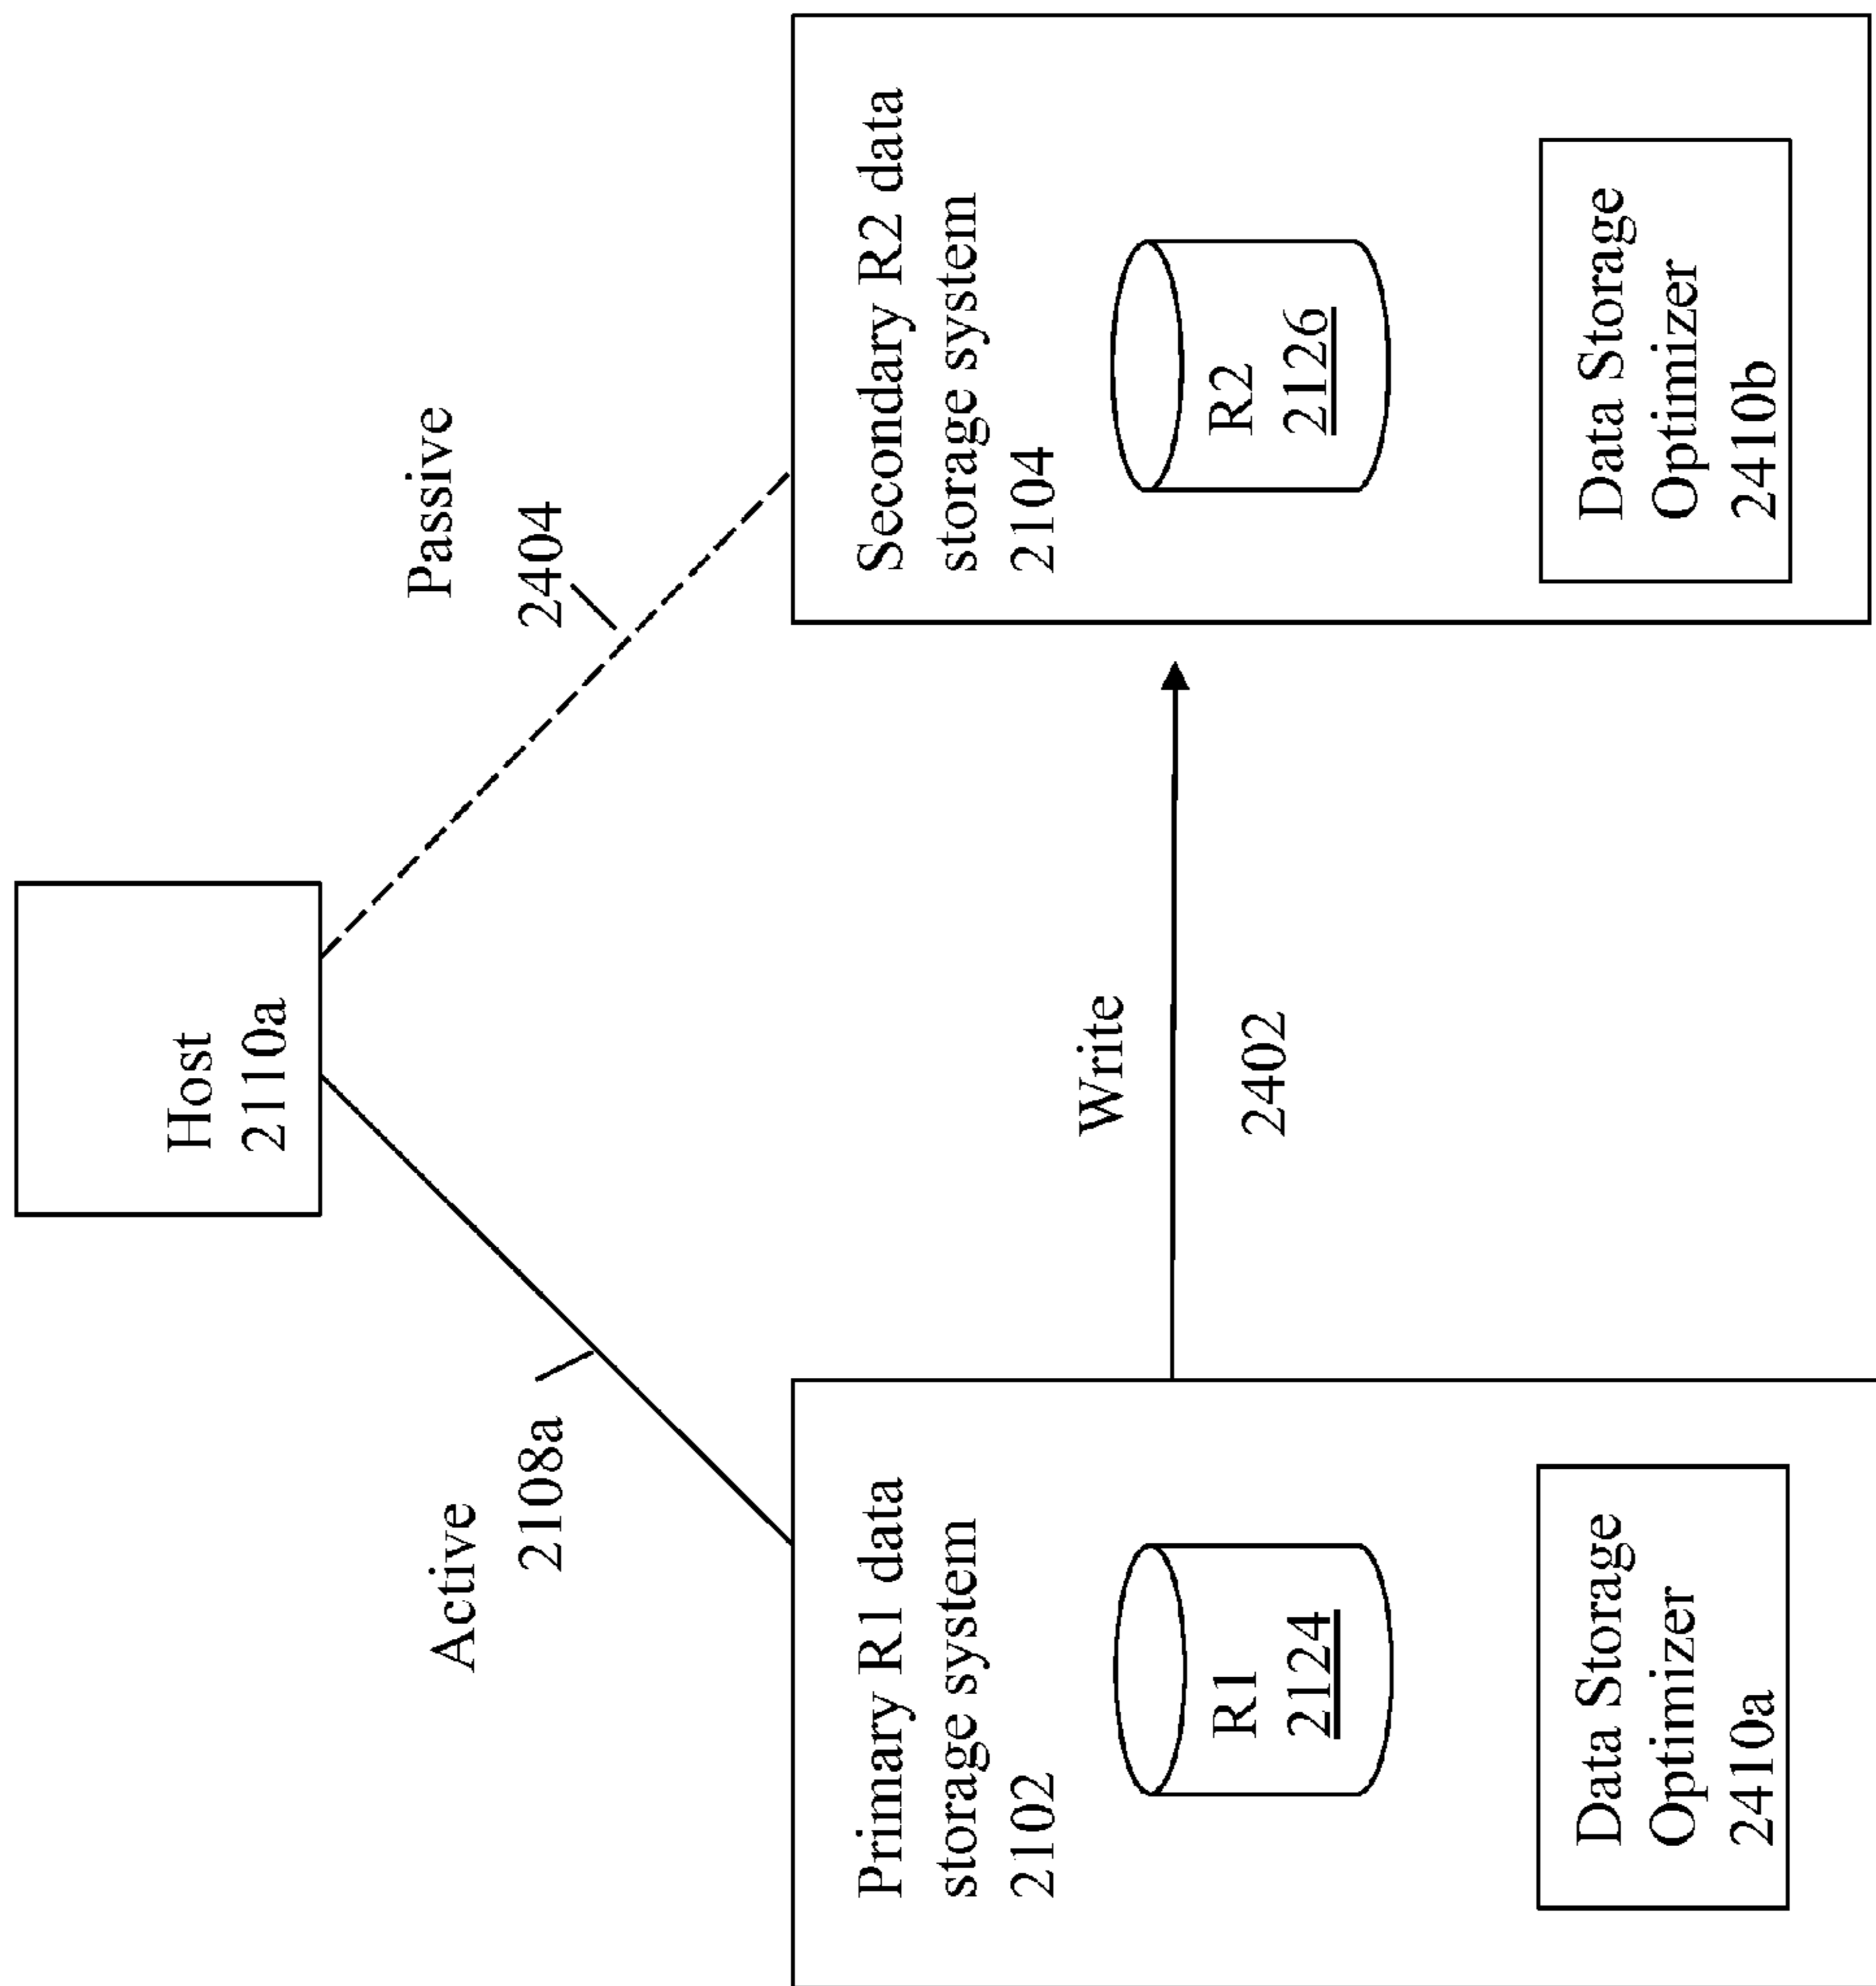 Host
2110a
Active
2108a
Passive
2404
Primary R1 data
storage system
2102
R1
2124
Data Storage
Optimizer
2410a
Write
2402
Secondary R2 data
storage system
2104
R2
2126
Data Storage
Optimizer
2410b